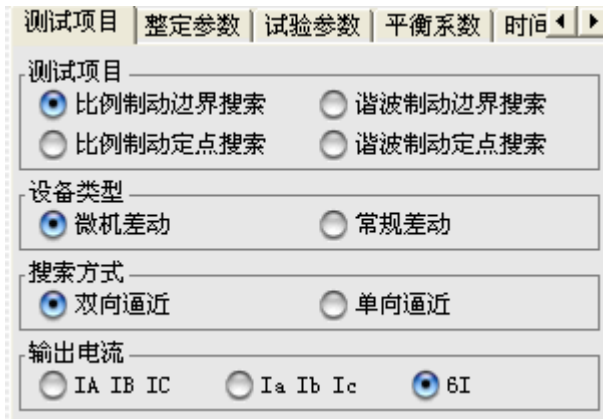 测试项目 整定参数 试验参数 平衡系数 时间
测试项目
比例制动边界搜索 谐波制动边界搜索
比例制动定点搜索 谐波制动定点搜索
设备类型
微机差动 常规差动
搜索方式
双向逼近 单向逼近
输出电流
IA IB IC Ia Ib Ic 6I